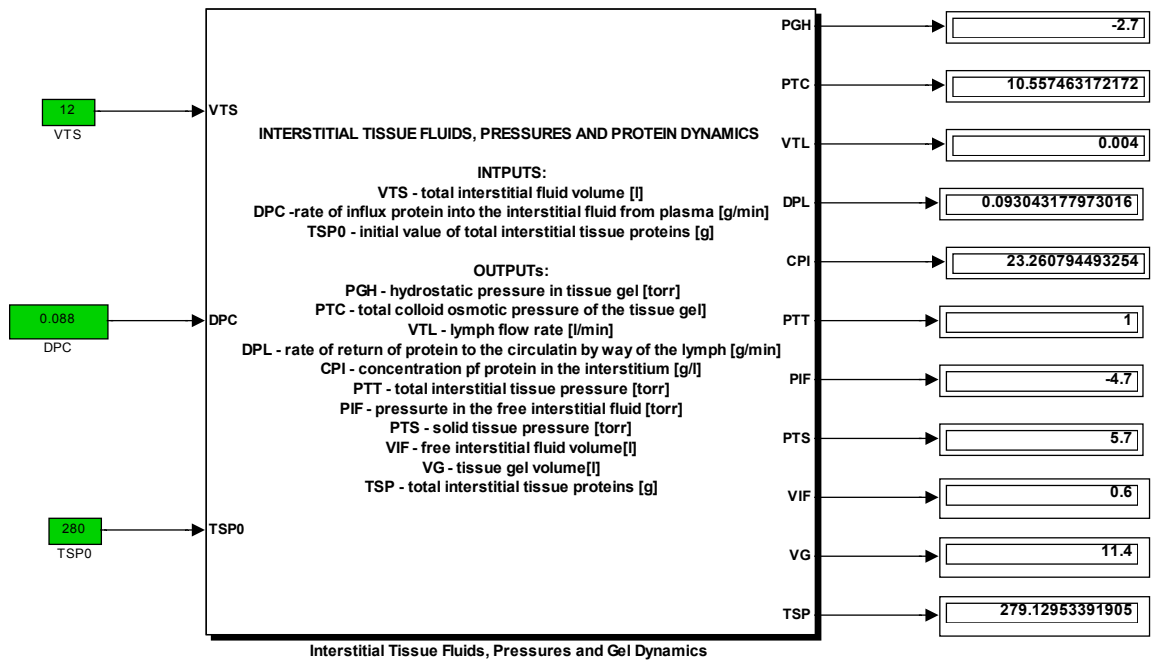 PGH
-2.7
PTC
10.557463172172
12
VTS
VTS
INTERSTITIAL TISSUE FLUIDS, PRESSURES AND PROTEIN DYNAMICS
VTL
0.004
INTPUTS:
VTS - total interstitial fluid volume [l]
DPC -rate of influx protein into the interstitial fluid from plasma [g/min]
TSP0 - initial value of total interstitial tissue proteins [g]
DPL
0.093043177973016
OUTPUTs:
PGH - hydrostatic pressure in tissue gel [torr]
PTC - total colloid osmotic pressure of the tissue gel]
VTL - lymph flow rate [l/min]
DPL - rate of return of protein to the circulatin by way of the lymph [g/min]
CPI - concentration pf protein in the interstitium [g/l]
PTT - total interstitial tissue pressure [torr]
PIF - pressurte in the free interstitial fluid [torr]
PTS - solid tissue pressure [torr]
VIF - free interstitial fluid volume[l]
VG - tissue gel volume[l]
TSP - total interstitial tissue proteins [g]
CPI
23.260794493254
0.088
DPC
DPC
PTT
1
PIF
-4.7
PTS
5.7
VIF
0.6
280
TSP0
TSP0
VG
11.4
TSP
279.12953391905
Interstitial Tissue Fluids, Pressures and Gel Dynamics